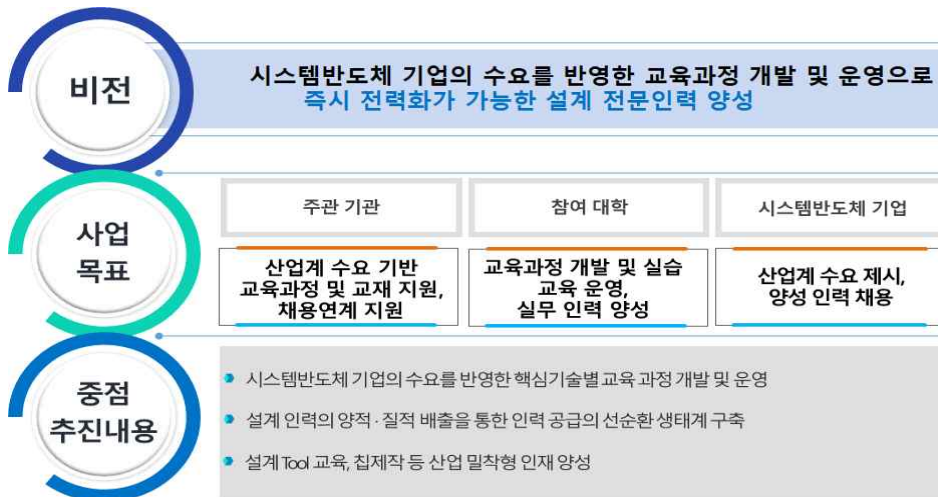 비전
시스템반도체 기업의 수요를 반영한 교육과정 개발 및 운영으로
즉시 전력화가 가능한 설계 전문인력 양성
사업
목표
주관 기관
참여 대학
시스템반도체 기업
산업계 수요 기반
교육과정 및 교재 지원,
채용연계 지원
교육과정 개발 및 실습
교육 운영,
실무 인력 양성
산업계 수요 제시,
양성 인력 채용
중점
추진내용
시스템반도체 기업의 수요를 반영한 핵심기술별 교육 과정 개발 및 운영
설계 인력의 양적·질적 배출을 통한 인력 공급의 선순환 생태계 구축
설계 Tool 교육, 칩제작 등 산업 밀착형 인재 양성